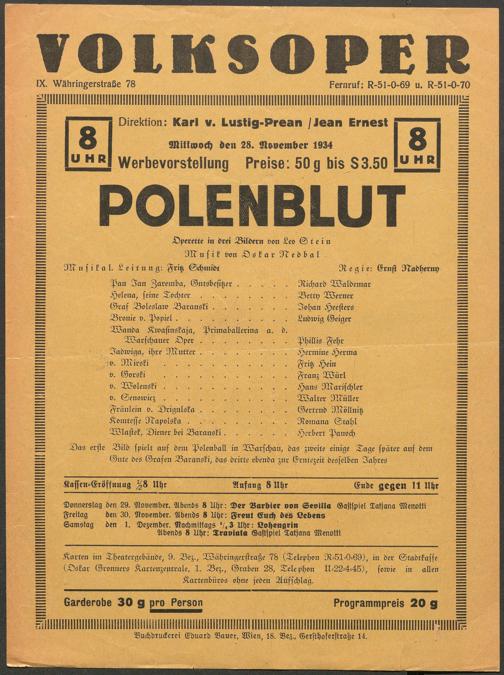 VOLKSOPER
IX. Währingerstraße 78 Fernruf: R-51-0-69 u. R-51-0-70
8 UHR
Direktion: Karl v. Lustig-Prean / Jean Ernest
8 UHR
Mittwoch den 28. November 1934
Werbevorstellung Preise: 50 g bis S 3.50
POLENBLUT
Operette in drei Bildern von Leo Stein
Musik von Oskar Nedbal
Musikal. Leitung: Fritz Schmidt Regie: Ernst Nadherny
Pan Jan Zaremba, Gutsbesitzer . . . . . Richard Waldemar
Helena, seine Tochter . . . . . Betty Werner
Graf Boleslaw Baranski . . . . . Johan Heesters
Bronio v. Popiel . . . . . Ludwig Geiger
Wanda Kwasinskaja, Primaballerina a. d.
Warschauer Oper . . . . . Phillis Fehr
Jadwiga, ihre Mutter . . . . . Hermine Herma
v. Mirski . . . . . Fritz Hein
v. Gorski . . . . . Franz Würl
v. Wolenski . . . . . Hans Marischler
v. Senowicz . . . . . Walter Müller
Fräulein v. Drigulska . . . . . Gertrud Möllnitz
Komtesse Napolska . . . . . Romana Stahl
Wlastek, Diener bei Baranski . . . . . Herbert Panoch
Das erste Bild spielt auf dem Polenball in Warschau, das zweite einige Tage später auf dem
Gute des Grafen Baranski, das dritte ebenda zur Erntezeit desselben Jahres
Kassen-Eröffnung ½8 Uhr Anfang 8 Uhr Ende gegen 11 Uhr
Donnerstag den 29. November. Abends 8 Uhr: Der Barbier von Sevilla Gastspiel Tatjana Menotti
Freitag den 30. November. Abends 8 Uhr: Freut Euch des Lebens
Samstag den 1. Dezember. Nachmittags ½3 Uhr: Lohengrin
Abends 8 Uhr: Traviata Gastspiel Tatjana Menotti
Karten im Theatergebäude, 9. Bez., Währingerstraße 78 (Telephon R-51-0-69), in der Stadtkasse
(Oskar Gronners Kartenzentrale, 1. Bez., Graben 28, Telephon U-22-4-45), sowie in allen
Kartenbüros ohne jeden Aufschlag.
Garderobe 30 g pro Person Programmpreis 20 g
Buchdruckerei Eduard Bauer, Wien, 18. Bez., Gersthoferstraße 14.